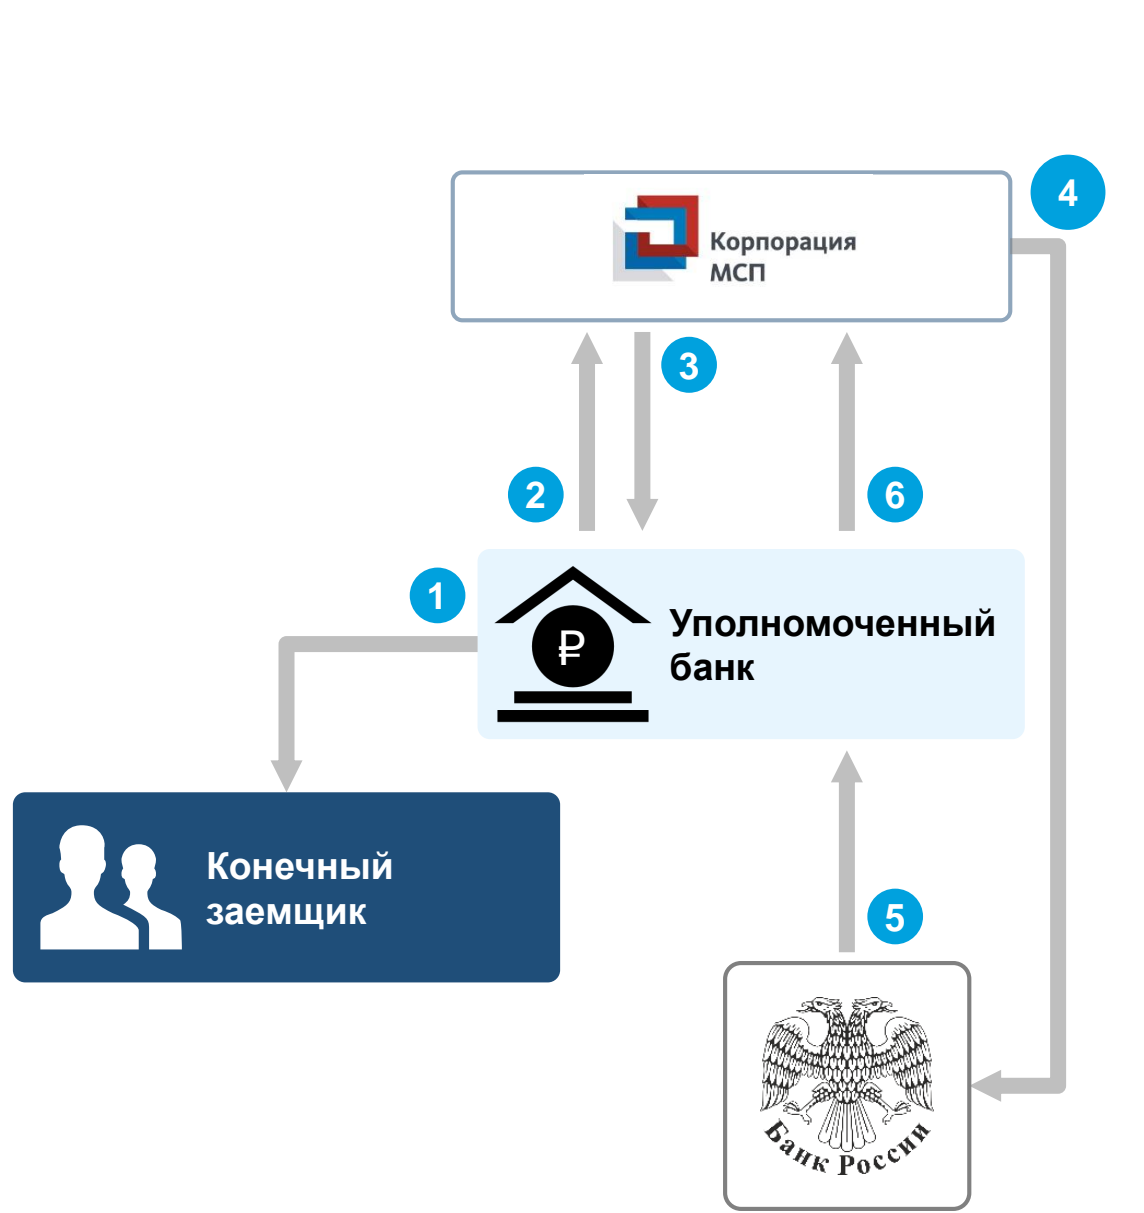 4
Корпорация
МСП
3
2
6
1
Уполномоченный
банк
₽
Конечный
заемщик
5
Банк России